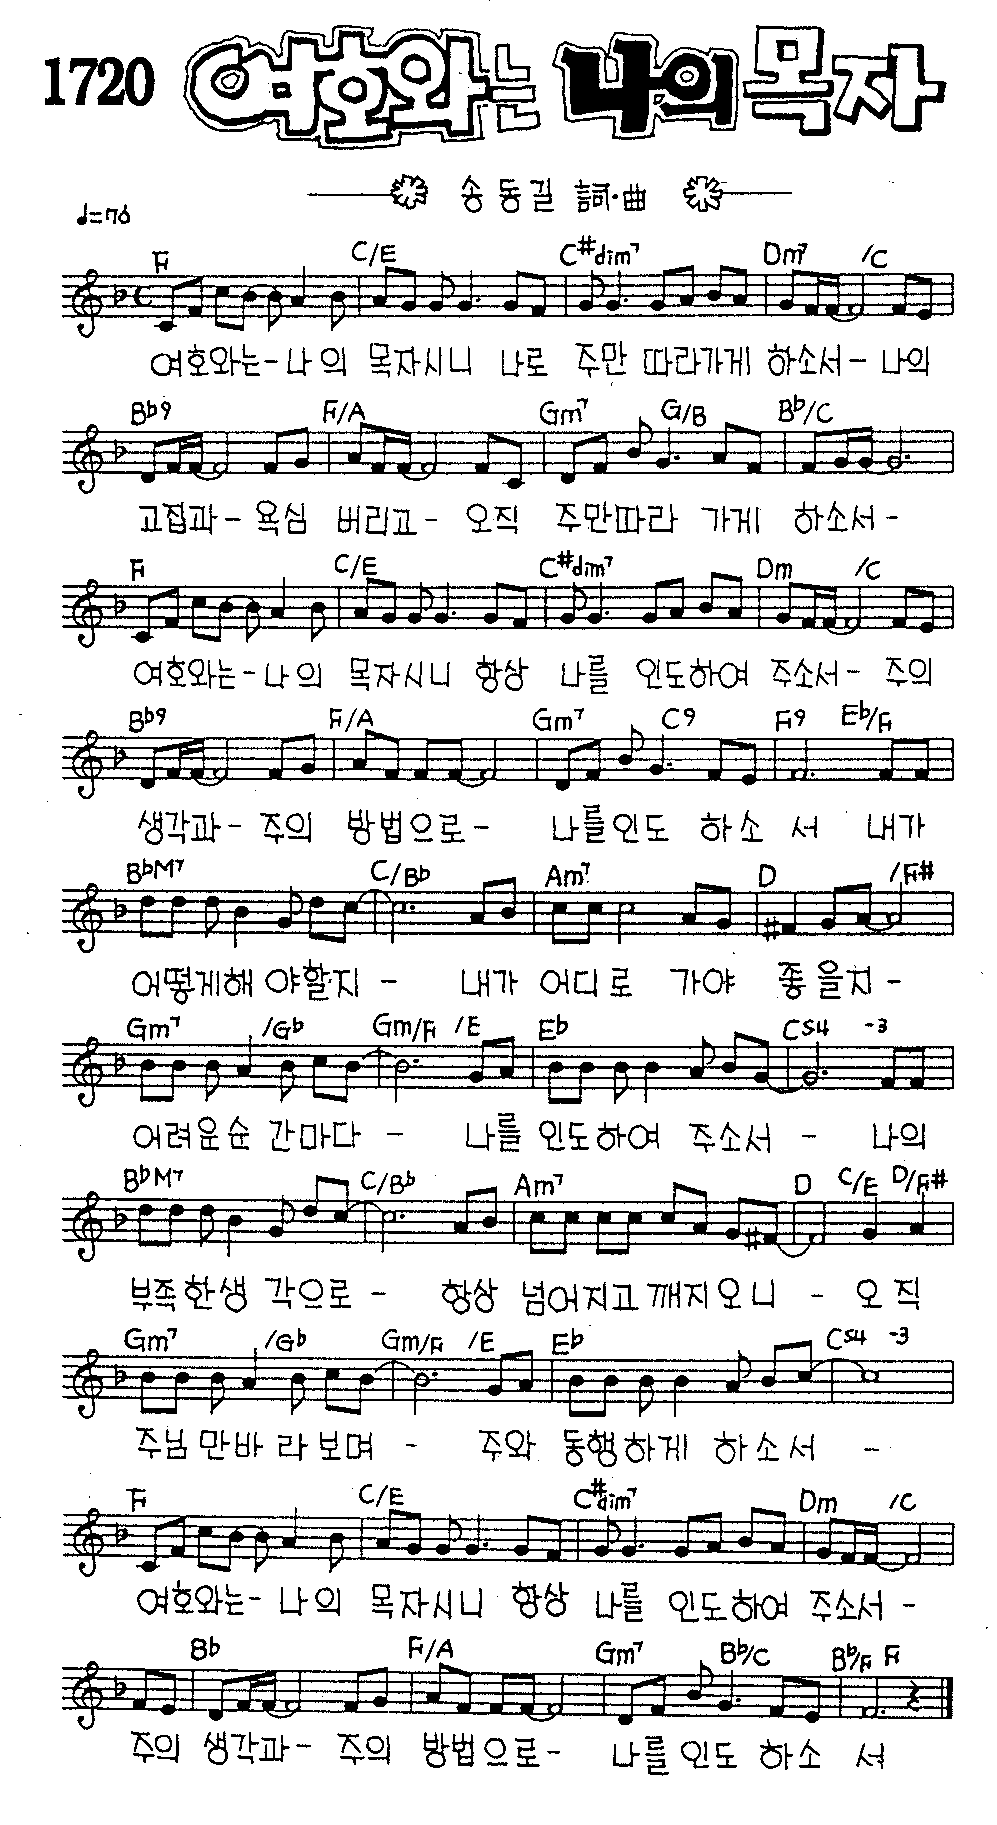 1720 여호와는 나의 목자
송동길 詞·曲
♩=76
F C/E C#dim7 Dm7 /C
여호와는-나의 목자시니 나로 주만 따라가게 하소서-나의
Bb9 F/A Gm7 G/B Bb/C
고집과-욕심 버리고-오직 주만따라 가게 하소서-
F C/E C#dim7 Dm /C
여호와는-나의 목자시니 항상 나를 인도하여 주소서-주의
Bb9 F/A Gm7 C9 F9 Eb/F
생각과-주의 방법으로- 나를인도 하소서 내가
BbM7 C/Bb Am7 D /F#
어떻게해야할지- 내가 어디로 가야 좋을지-
Gm7 /Gb Gm/F /E Eb Cs4 -3
어려운순간마다- 나를 인도하여 주소서- 나의
BbM7 C/Bb Am7 D C/E D/F#
부족한생각으로- 항상 넘어지고깨지오니-오직
Gm7 /Gb Gm/F /E Eb Cs4 -3
주님만바라보며- 주와 동행하게 하소서-
F C/E C#dim7 Dm /C
여호와는-나의 목자시니 항상 나를 인도하여 주소서-
Bb F/A Gm7 Bb/C Bb/F F
주의 생각과-주의 방법으로- 나를인도 하소서